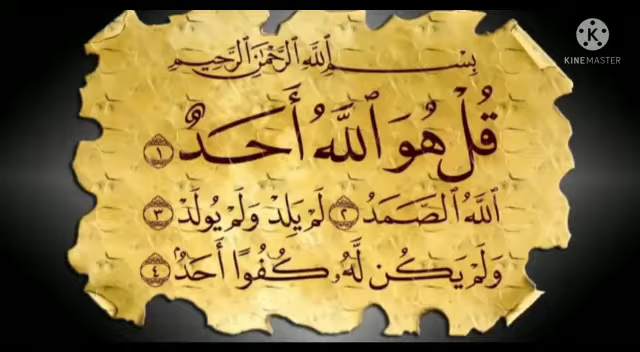 KINEMASTER
بِسْمِ ٱللَّهِ ٱلرَّحْمَٰنِ ٱلرَّحِيمِ
قُلْ هُوَ ٱللَّهُ أَحَدٌ ١
ٱللَّهُ ٱلصَّمَدُ ٢ لَمْ يَلِدْ وَلَمْ يُولَدْ ٣
وَلَمْ يَكُن لَّهُۥ كُفُوًا أَحَدٌۢ ٤